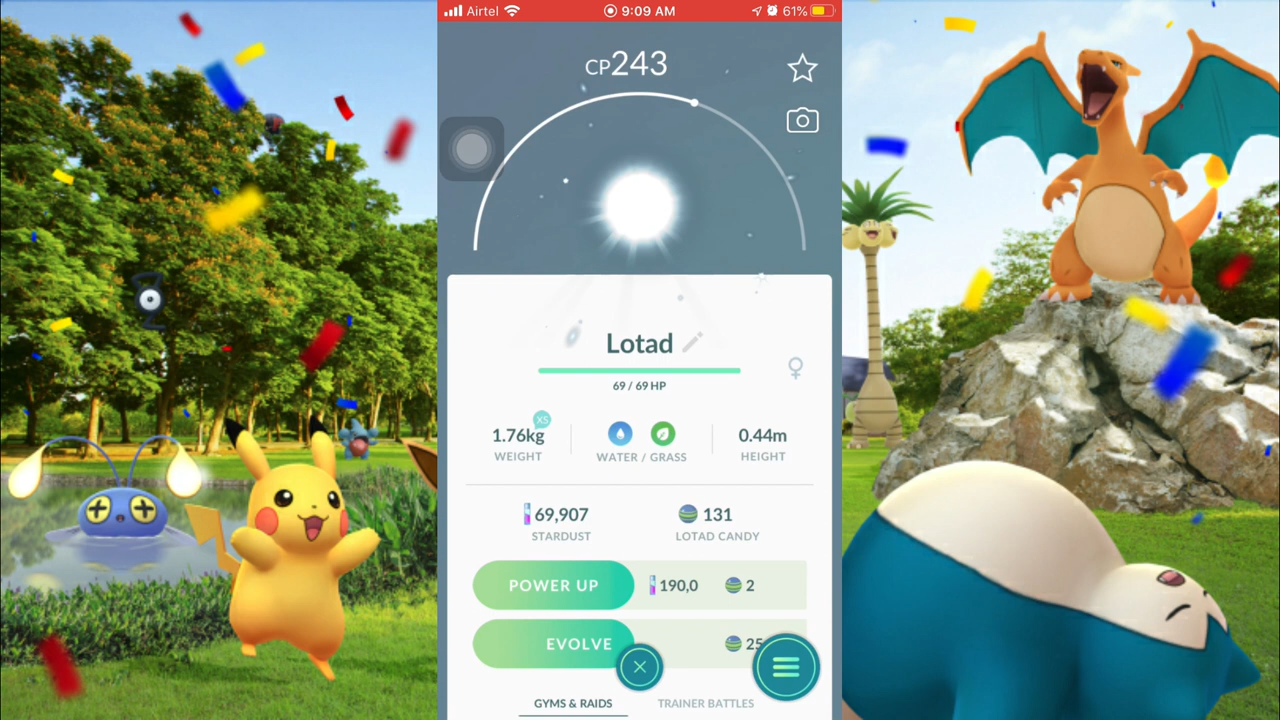 Airtel 9:09 AM 61%
CP243
Lotad
69 / 69 HP
XS
1.76kg
WEIGHT
WATER / GRASS
0.44m
HEIGHT
69,907
STARDUST
131
LOTAD CANDY
POWER UP 190,0 2
EVOLVE 25
GYMS & RAIDS TRAINER BATTLES